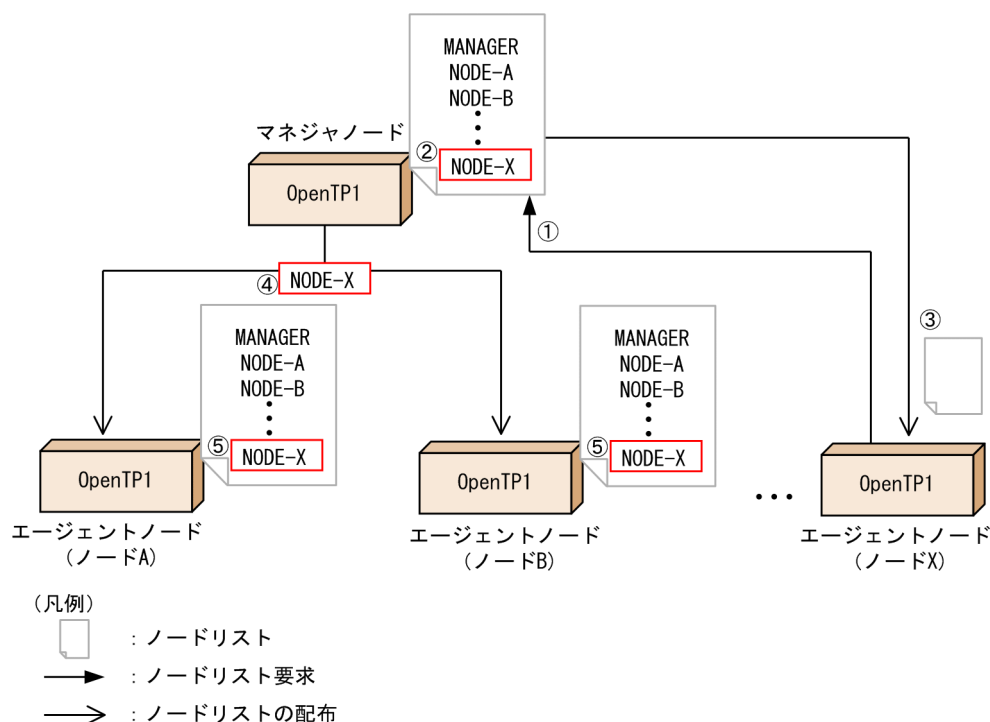 MANAGER
NODE-A
NODE-B
マネジャノード
② NODE-X
OpenTP1
①
④ NODE-X
③
MANAGER
NODE-A
NODE-B
⑤ NODE-X
OpenTP1
エージェントノード
(ノードA)
MANAGER
NODE-A
NODE-B
⑤ NODE-X
OpenTP1
エージェントノード
(ノードB)
…
OpenTP1
エージェントノード
(ノードX)
(凡例)
：ノードリスト
：ノードリスト要求
：ノードリストの配布